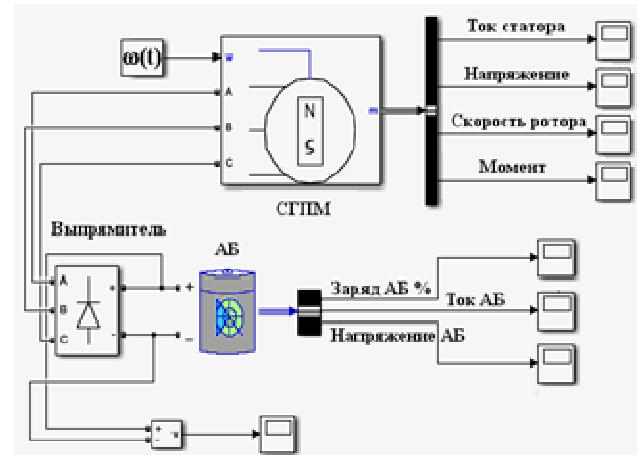 Ток статора
ω(t)
w
Напряжение
A
N
m
B
S
Скорость ротора
C
Момент
СГПМ
Выпрямитель
АБ
A
+
+
Заряд АБ %
B
Ток АБ
C
-
–
Напряжение АБ
+
-
v